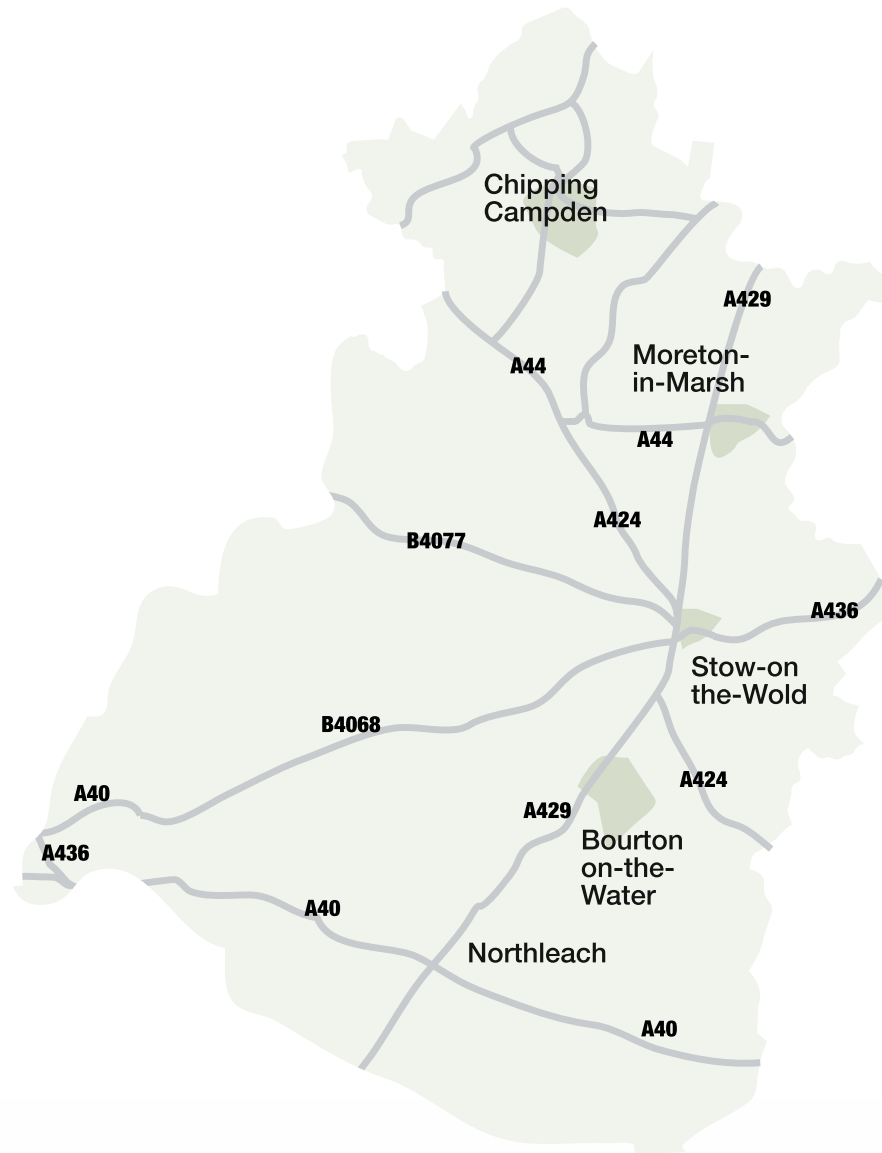 Chipping
Campden
A429
Moreton-
in-Marsh
A44
A44
A424
B4077
A436
Stow-on
the-Wold
B4068
A424
A40
A429
Bourton
on-the-
Water
A436
A40
Northleach
A40